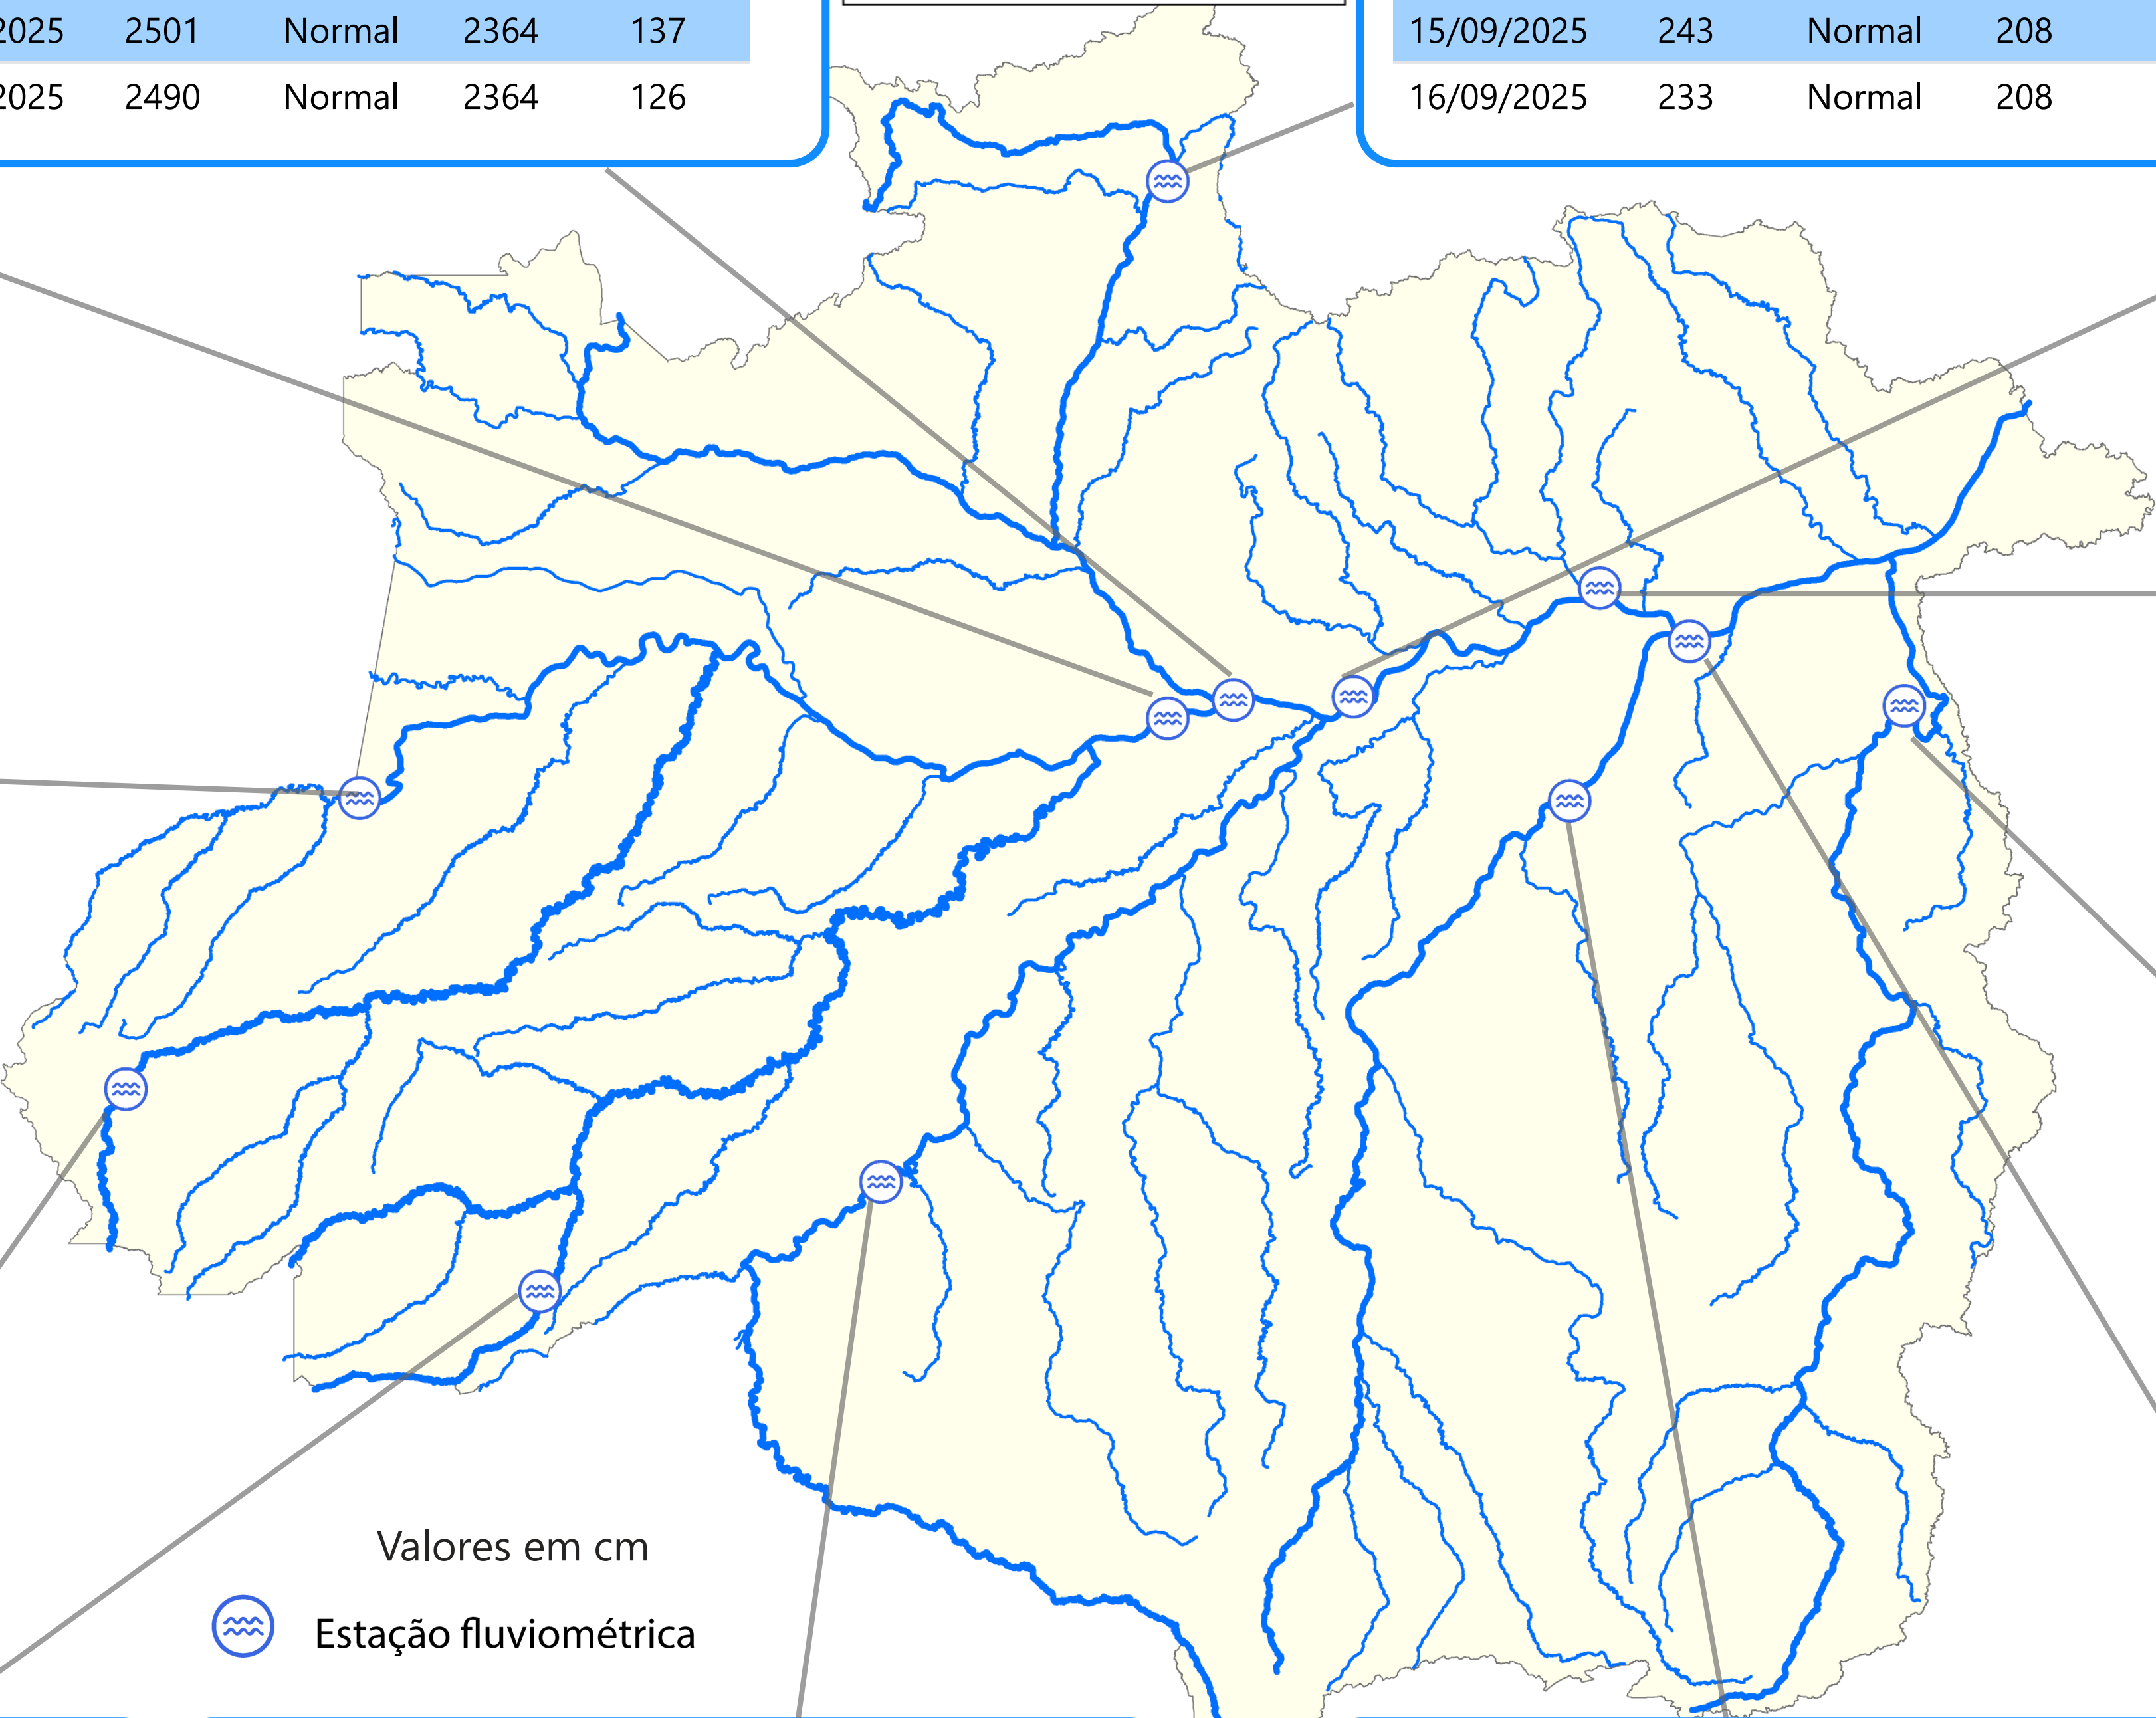 2025 2501 Normal 2364 137
2025 2490 Normal 2364 126
15/09/2025 243 Normal 208
16/09/2025 233 Normal 208
Valores em cm
Estação fluviométrica